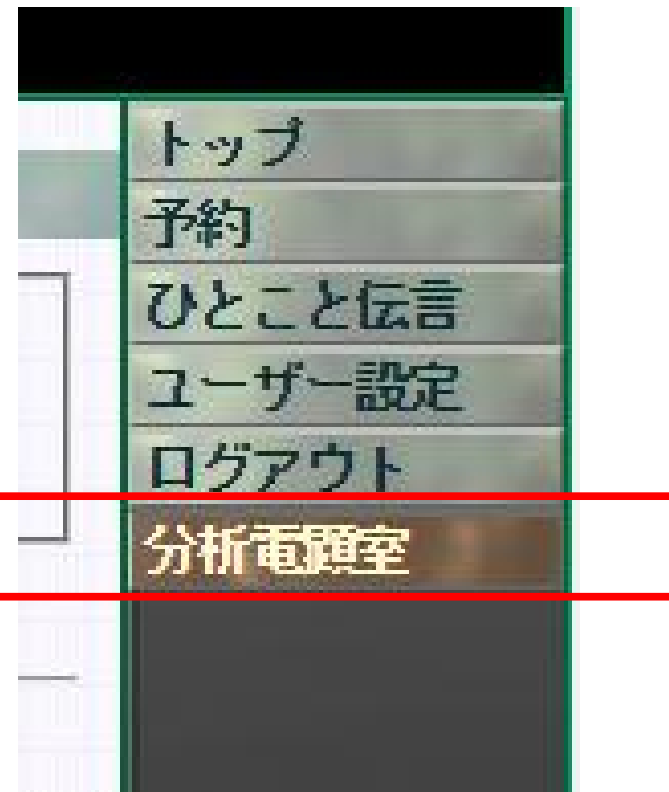 トップ
予約
ひとこと伝言
ユーザー設定
ログアウト
分析電顕室